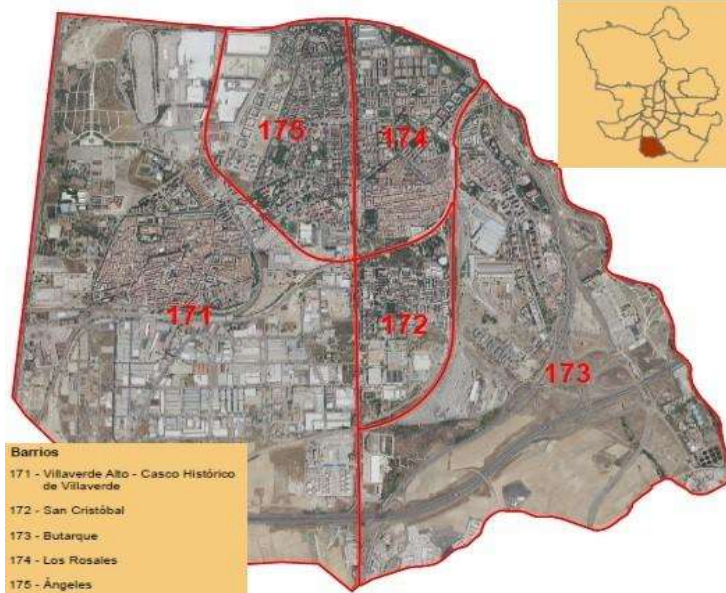 175
174
171
172
173
Barrios
171 - Villaverde Alto - Casco Histórico
de Villaverde
172 - San Cristóbal
173 - Butarque
174 - Los Rosales
175 - Ángeles